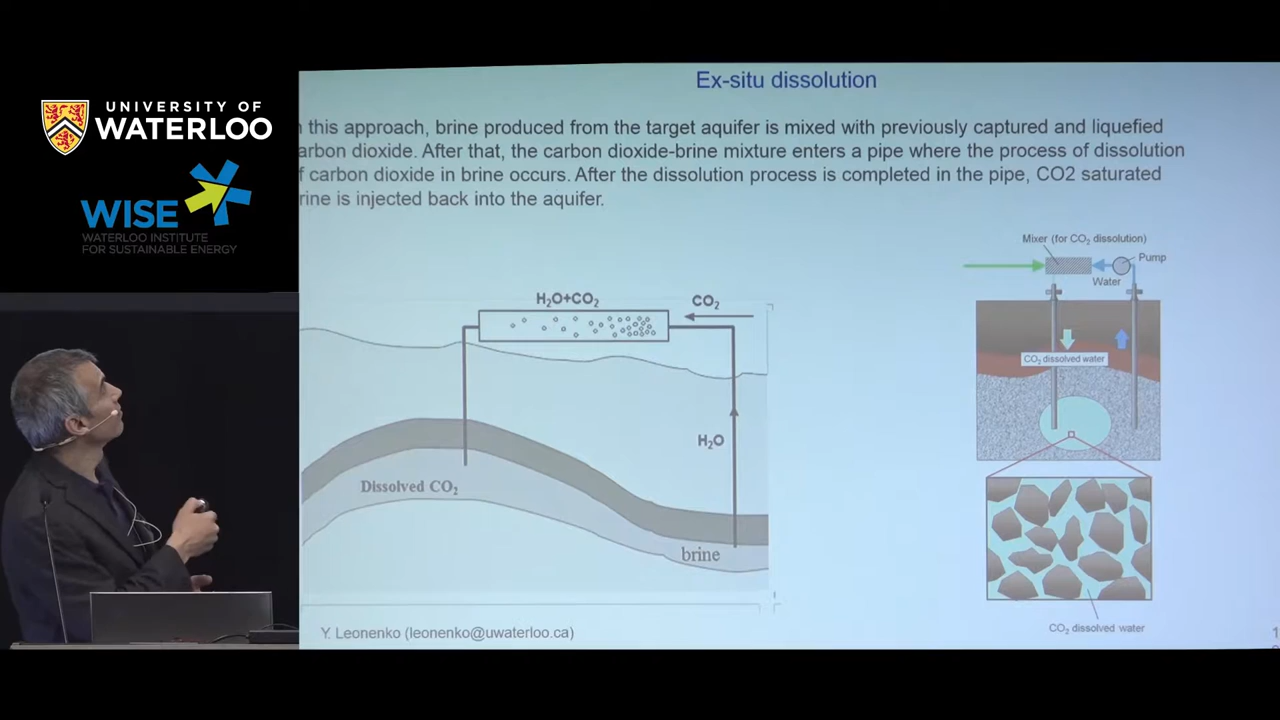 UNIVERSITY OF
WATERLOO
WISE
WATERLOO INSTITUTE
FOR SUSTAINABLE ENERGY
Ex-situ dissolution
n this approach, brine produced from the target aquifer is mixed with previously captured and liquefied
arbon dioxide. After that, the carbon dioxide-brine mixture enters a pipe where the process of dissolution
f carbon dioxide in brine occurs. After the dissolution process is completed in the pipe, CO2 saturated
rine is injected back into the aquifer.
H₂O+CO₂
CO₂
H₂O
Dissolved CO₂
brine
Mixer (for CO₂ dissolution)
Pump
Water
CO₂ dissolved water
CO₂ dissolved water
Y. Leonenko (leonenko@uwaterloo.ca)
1